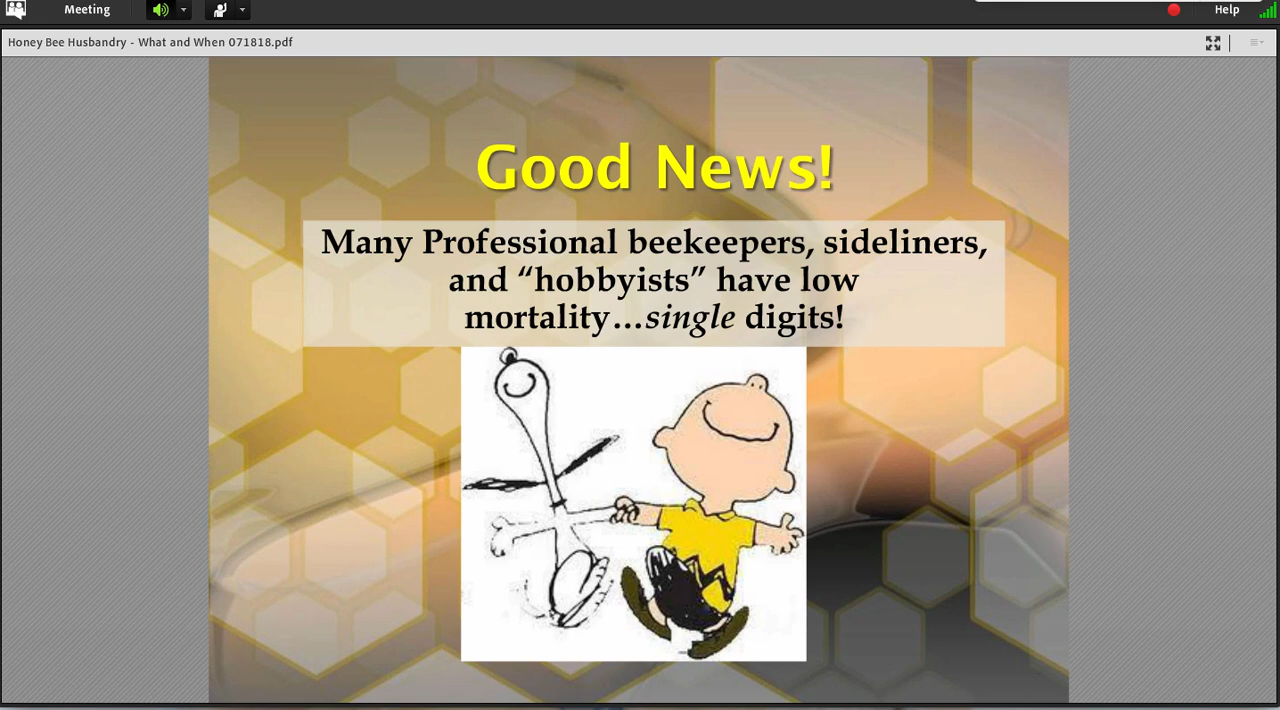 Meeting
Help
Honey Bee Husbandry - What and When 071818.pdf
Good News!
Many Professional beekeepers, sideliners,
and “hobbyists” have low
mortality…single digits!